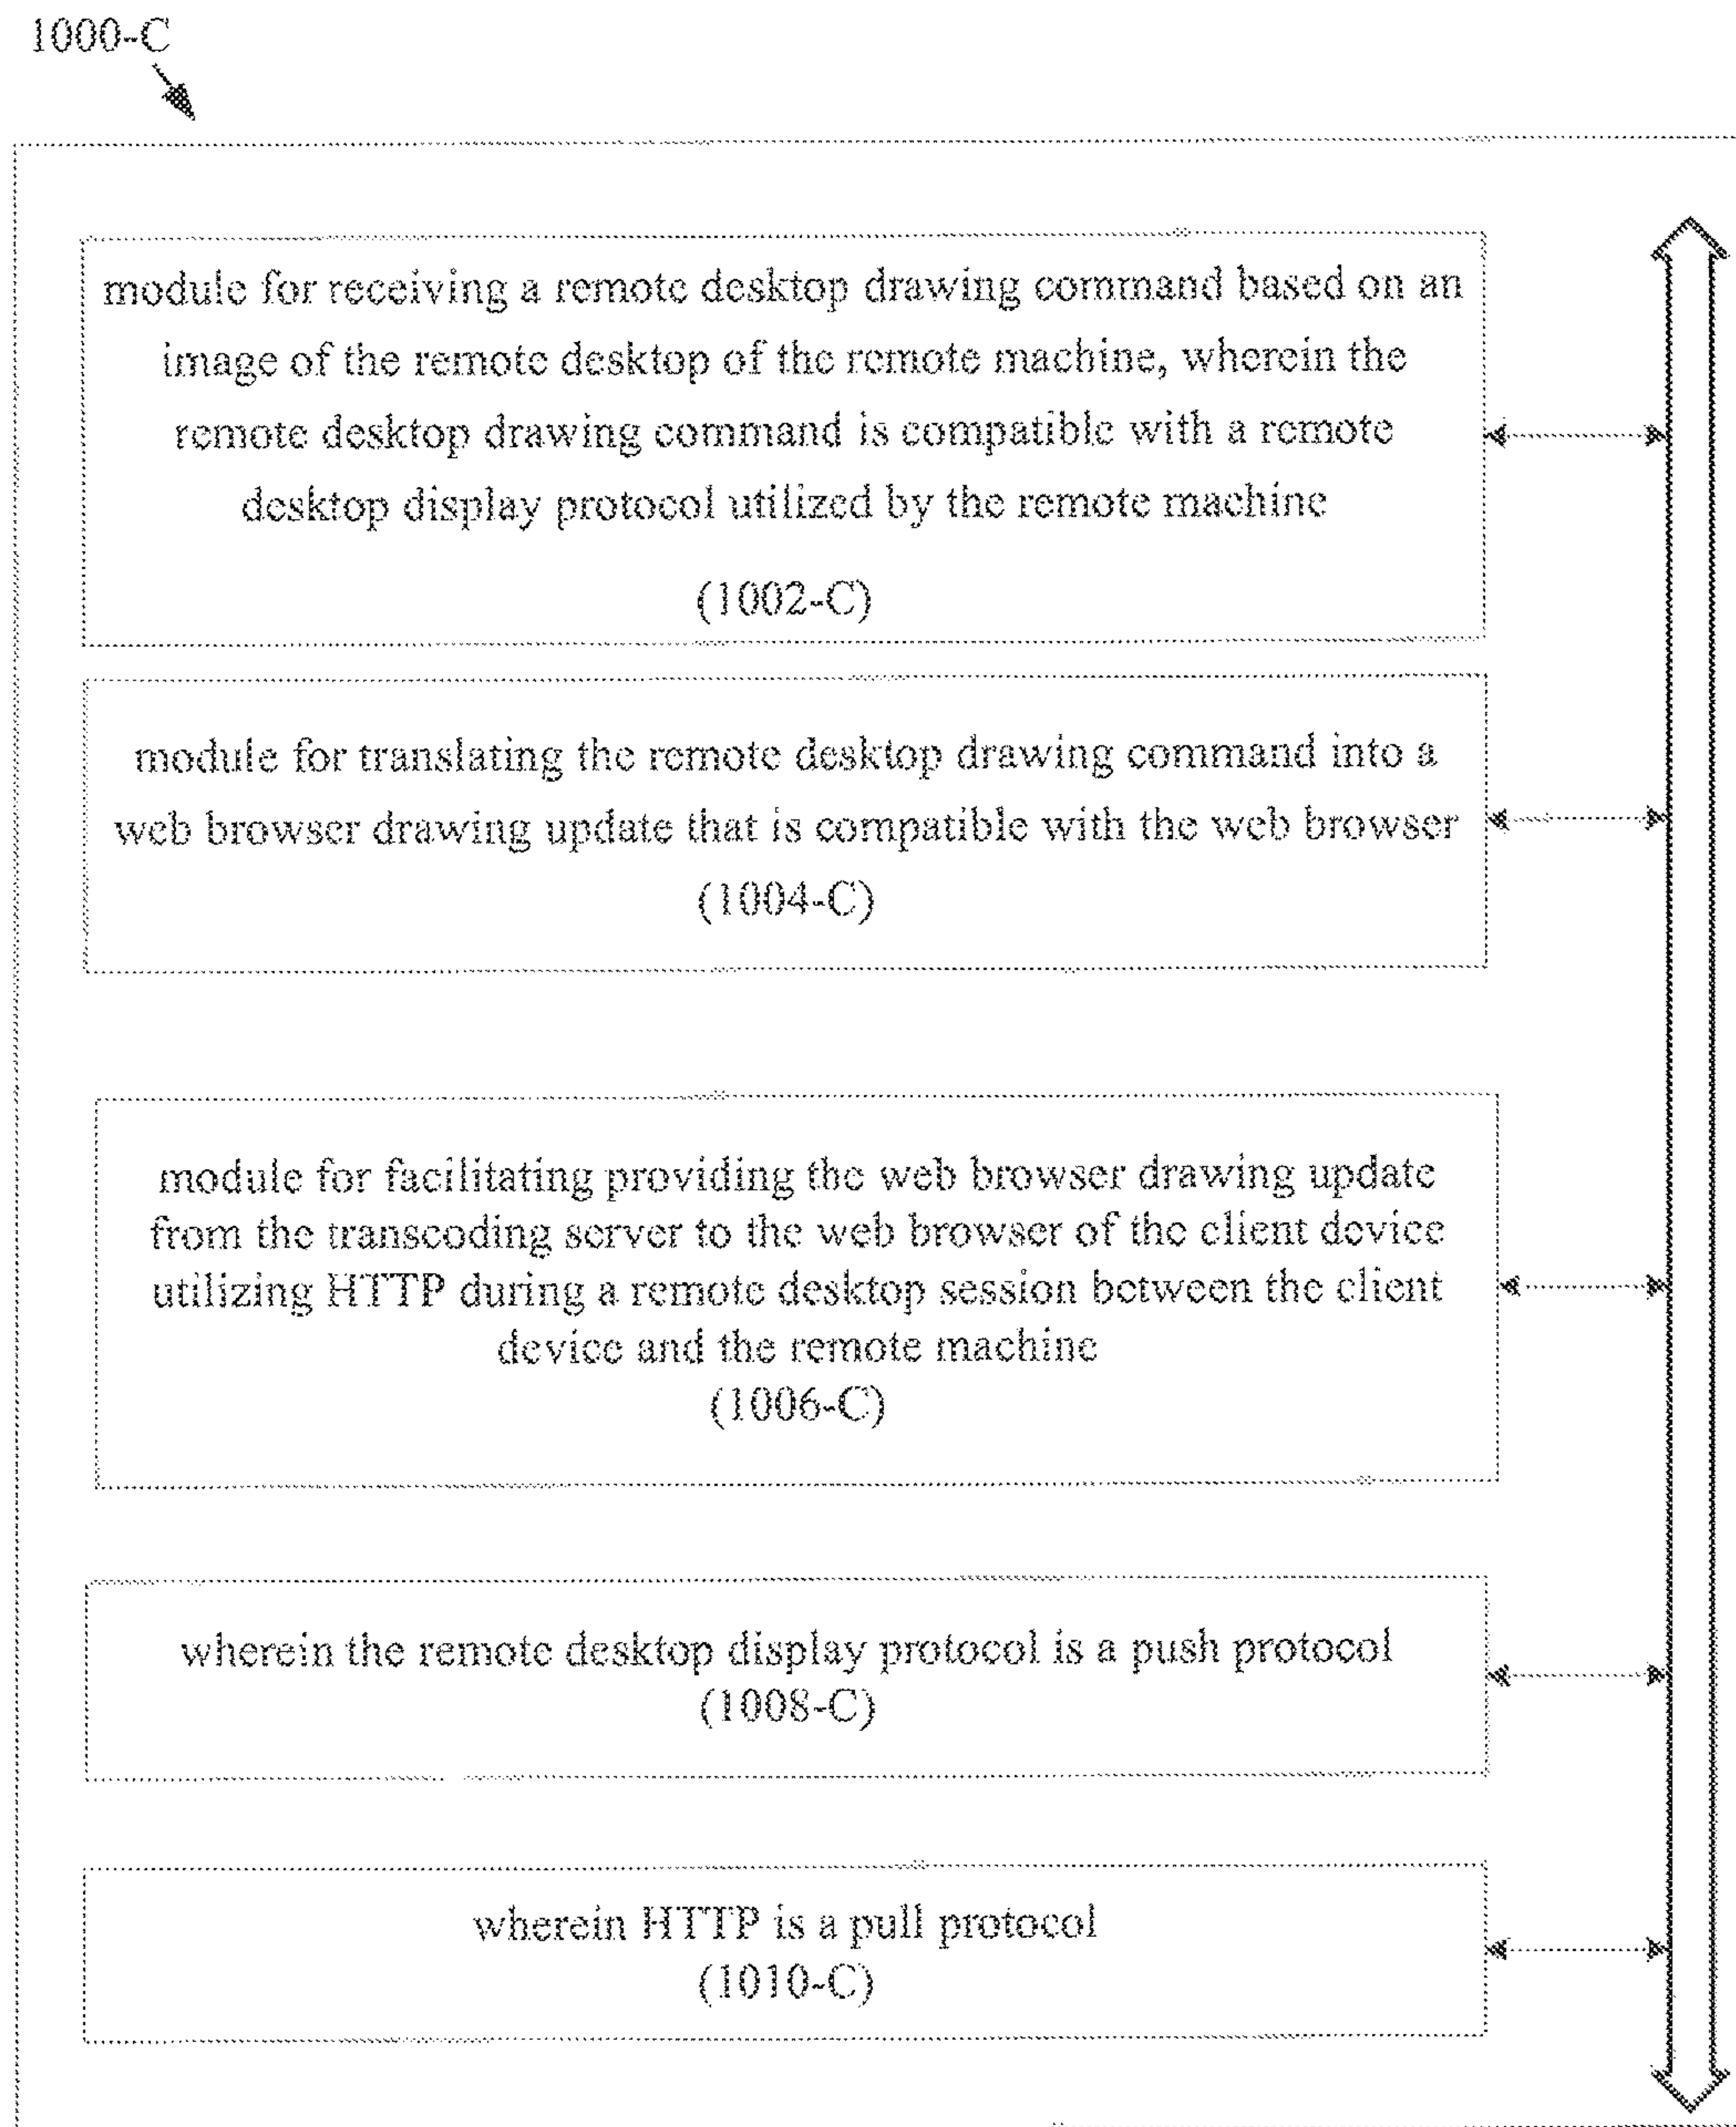 1000-C
module for receiving a remote desktop drawing command based on an
image of the remote desktop of the remote machine, wherein the
remote desktop drawing command is compatible with a remote
desktop display protocol utilized by the remote machine
(1002-C)
module for translating the remote desktop drawing command into a
web browser drawing update that is compatible with the web browser
(1004-C)
module for facilitating providing the web browser drawing update
from the transcoding server to the web browser of the client device
utilizing HTTP during a remote desktop session between the client
device and the remote machine
(1006-C)
wherein the remote desktop display protocol is a push protocol
(1008-C)
wherein HTTP is a pull protocol
(1010-C)